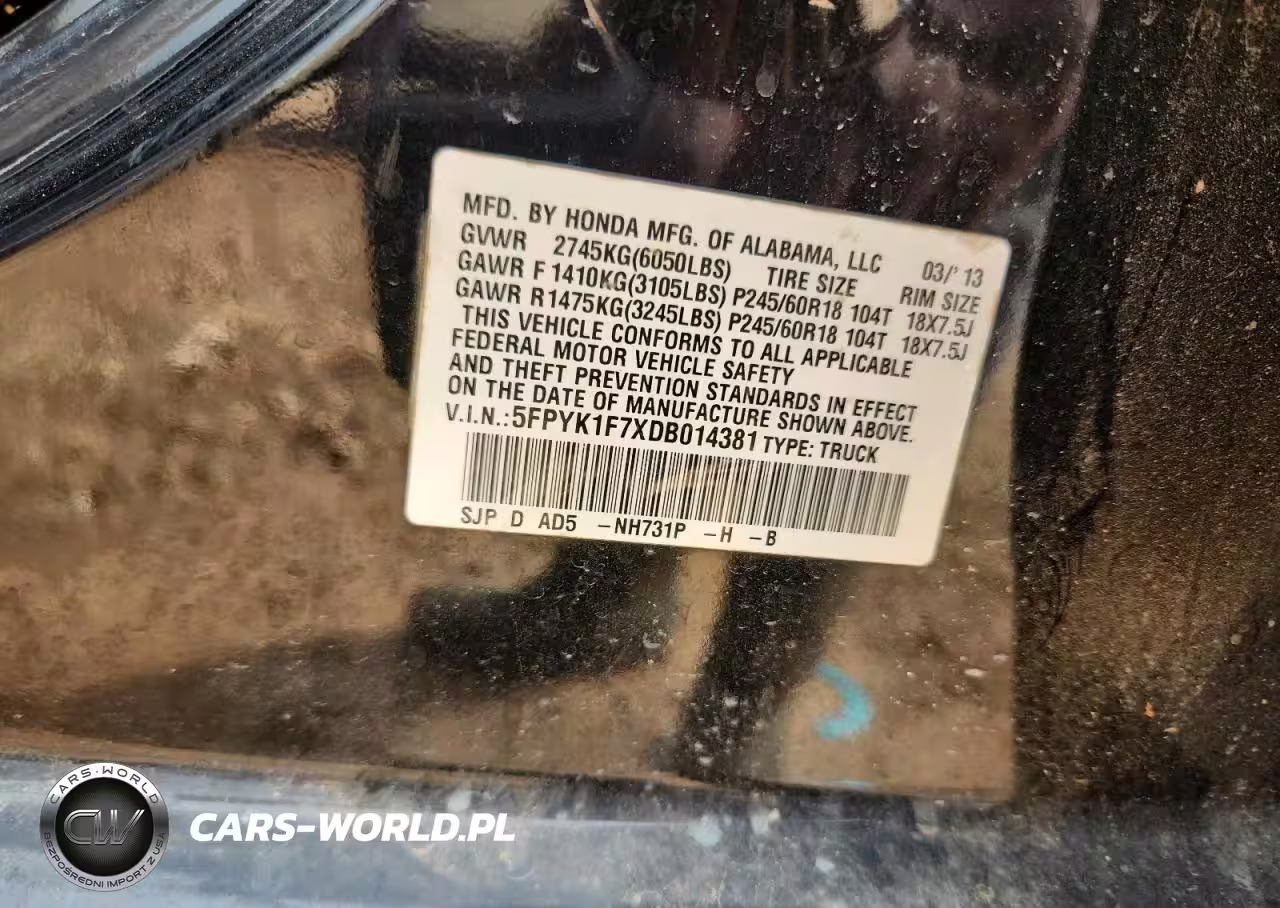 MFD. BY HONDA MFG. OF ALABAMA, LLC 03/'13
GVWR 2745KG(6050LBS) TIRE SIZE RIM SIZE
GAWR F 1410KG(3105LBS) P245/60R18 104T 18X7.5J
GAWR R1475KG(3245LBS) P245/60R18 104T 18X7.5J
THIS VEHICLE CONFORMS TO ALL APPLICABLE
FEDERAL MOTOR VEHICLE SAFETY
AND THEFT PREVENTION STANDARDS IN EFFECT
ON THE DATE OF MANUFACTURE SHOWN ABOVE.
V.I.N.:5FPYK1F7XDB014381 TYPE: TRUCK
SJP D AD5 -NH731P -H -B
CARS-WORLD
CW
BEZPOŚREDNI IMPORT Z USA
CARS-WORLD.PL